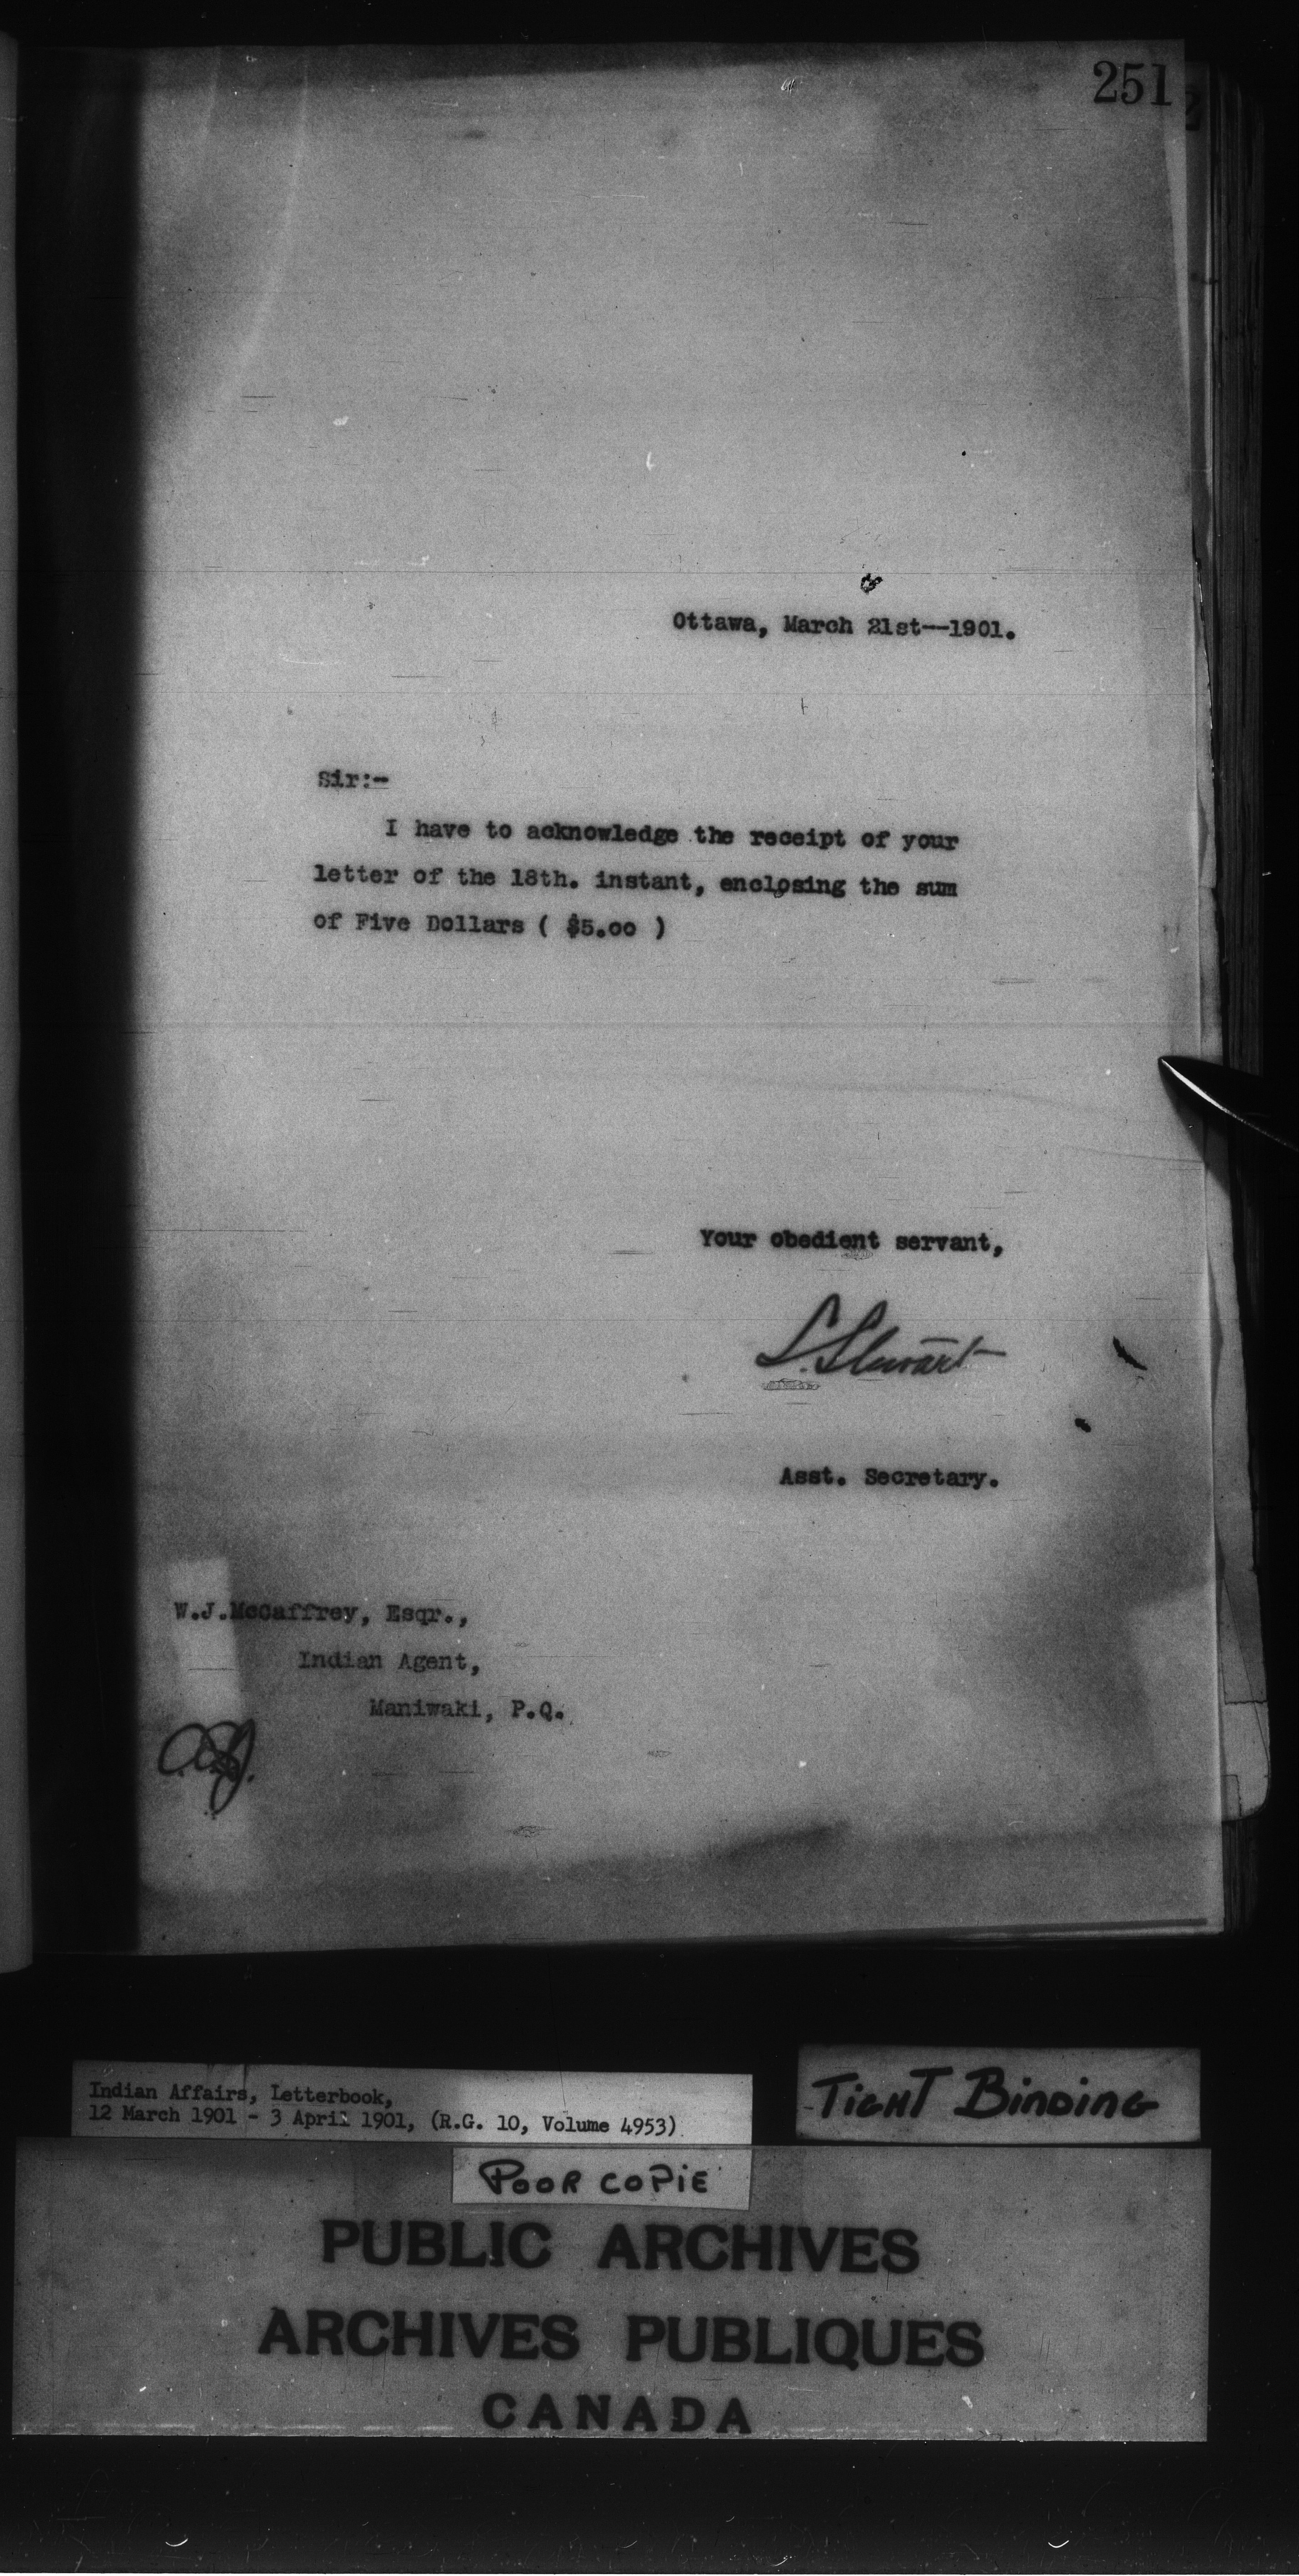 251
Ottawa, March 21st--1901.
Sir:-
I have to acknowledge the receipt of your
letter of the 18th. instant, enclosing the sum
of Five Dollars ( $5.00 )
Your obedient servant,
S. Stewart
Asst. Secretary.
W.J.McCaffrey, Esqr.,
Indian Agent,
Maniwaki, P.Q.
Indian Affairs, Letterbook,
12 March 1901 - 3 April 1901, (R.G. 10, Volume 4953)
TIGHT BINDING
POOR COPIE
PUBLIC ARCHIVES
ARCHIVES PUBLIQUES
CANADA